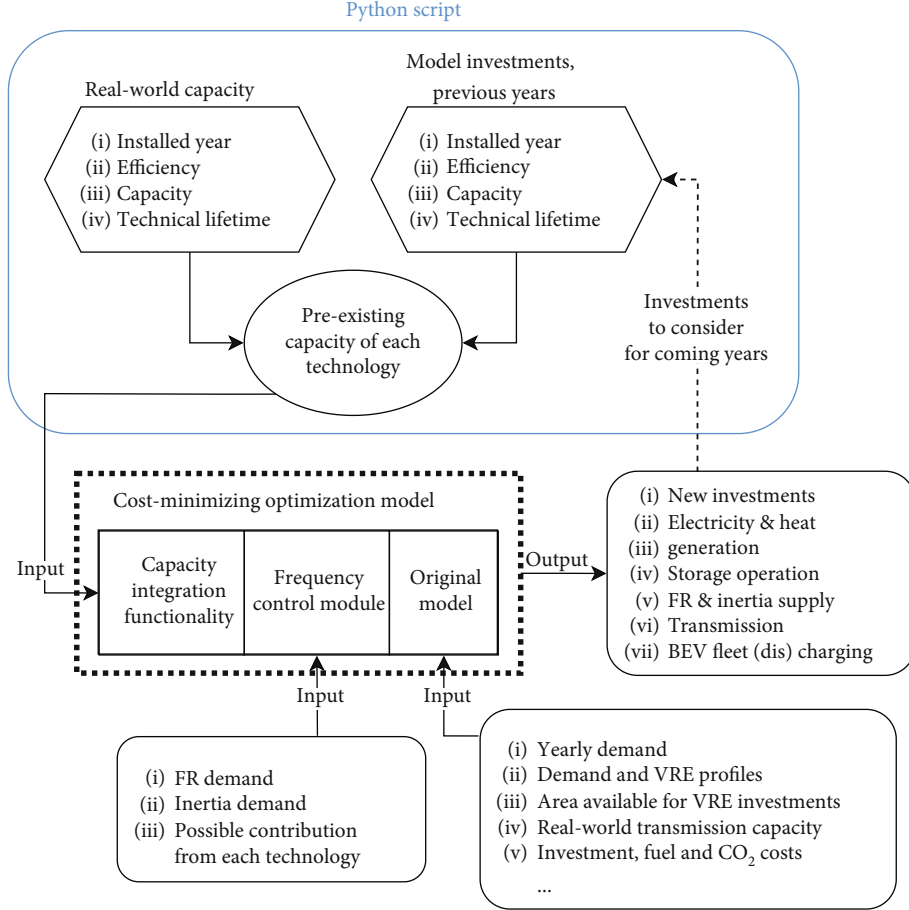 Python script
Real-world capacity
(i) Installed year
(ii) Efficiency
(iii) Capacity
(iv) Technical lifetime
Model investments,
previous years
(i) Installed year
(ii) Efficiency
(iii) Capacity
(iv) Technical lifetime
Pre-existing
capacity of each
technology
Investments
to consider
for coming years
Cost-minimizing optimization model
Input
Capacity
integration
functionality
Frequency
control module
Original
model
Output
(i) New investments
(ii) Electricity & heat
(iii) generation
(iv) Storage operation
(v) FR & inertia supply
(vi) Transmission
(vii) BEV fleet (dis) charging
Input
Input
(i) FR demand
(ii) Inertia demand
(iii) Possible contribution
from each technology
(i) Yearly demand
(ii) Demand and VRE profiles
(iii) Area available for VRE investments
(iv) Real-world transmission capacity
(v) Investment, fuel and CO₂ costs
...